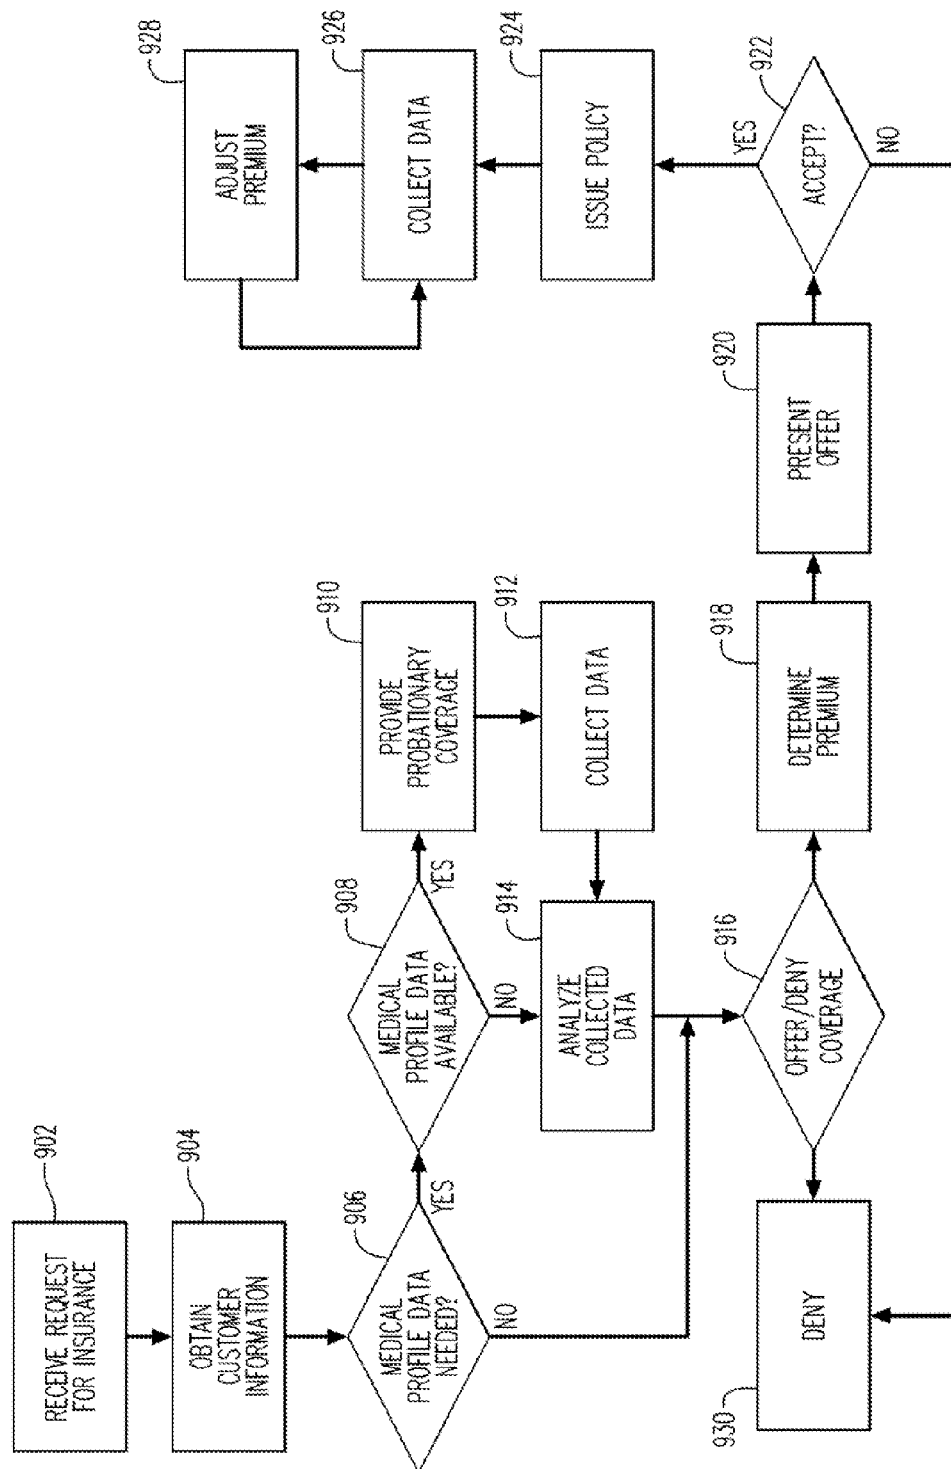 902
RECEIVE REQUEST
FOR INSURANCE
904
OBTAIN
CUSTOMER
INFORMATION
906
MEDICAL
PROFILE DATA
NEEDED?
YES
NO
908
MEDICAL
PROFILE DATA
AVAILABLE?
YES
NO
910
PROVIDE
PROBATIONARY
COVERAGE
912
COLLECT DATA
914
ANALYZE
COLLECTED
DATA
916
OFFER/DENY
COVERAGE
918
DETERMINE
PREMIUM
920
PRESENT
OFFER
922
ACCEPT?
YES
NO
924
ISSUE POLICY
926
COLLECT DATA
928
ADJUST
PREMIUM
930
DENY